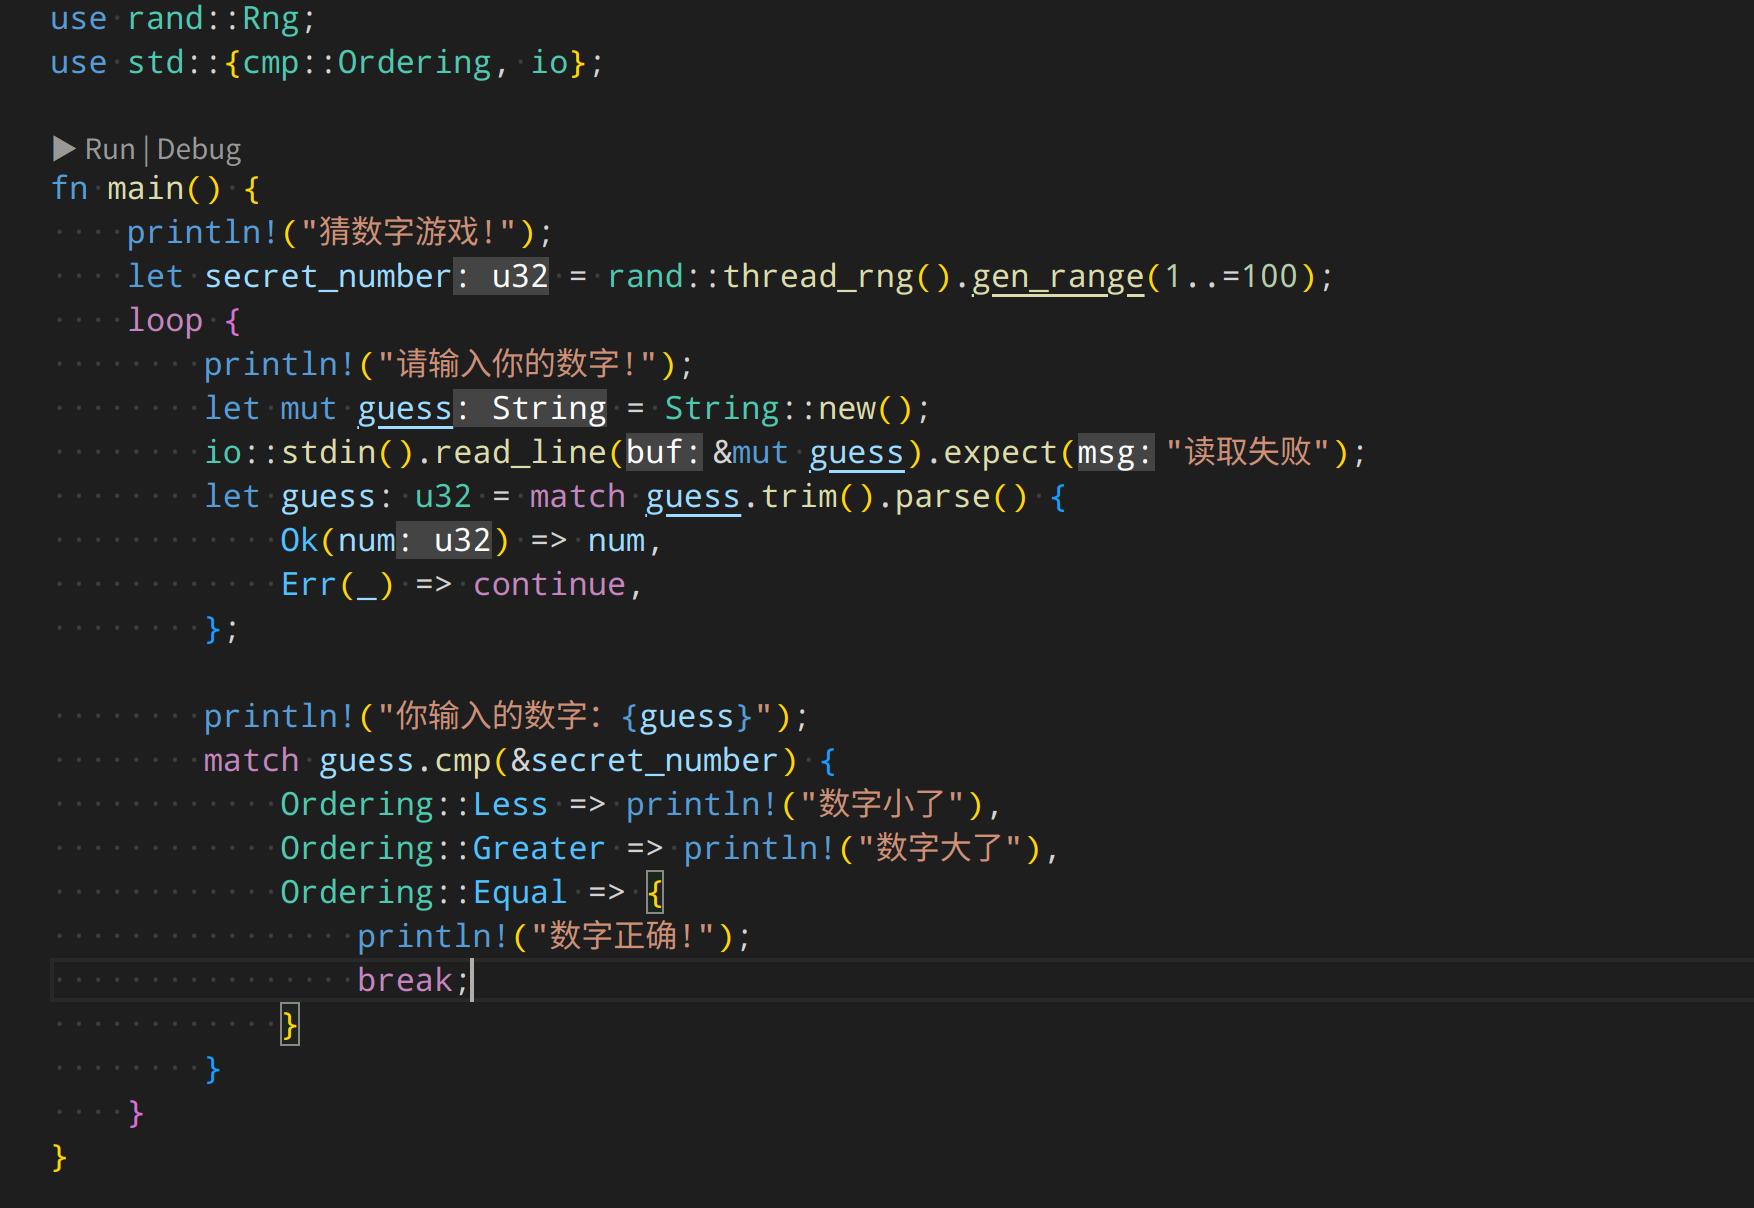 use rand::Rng;
use std::{cmp::Ordering, io};
▶ Run | Debug
fn main() {
println!("猜数字游戏!");
let secret_number: u32 = rand::thread_rng().gen_range(1..=100);
loop {
println!("请输入你的数字!");
let mut guess: String = String::new();
io::stdin().read_line(buf: &mut guess).expect(msg: "读取失败");
let guess: u32 = match guess.trim().parse() {
Ok(num: u32) => num,
Err(_) => continue,
};
println!("你输入的数字: {guess}");
match guess.cmp(&secret_number) {
Ordering::Less => println!("数字小了"),
Ordering::Greater => println!("数字大了"),
Ordering::Equal => {
println!("数字正确!");
break;
}
}
}
}